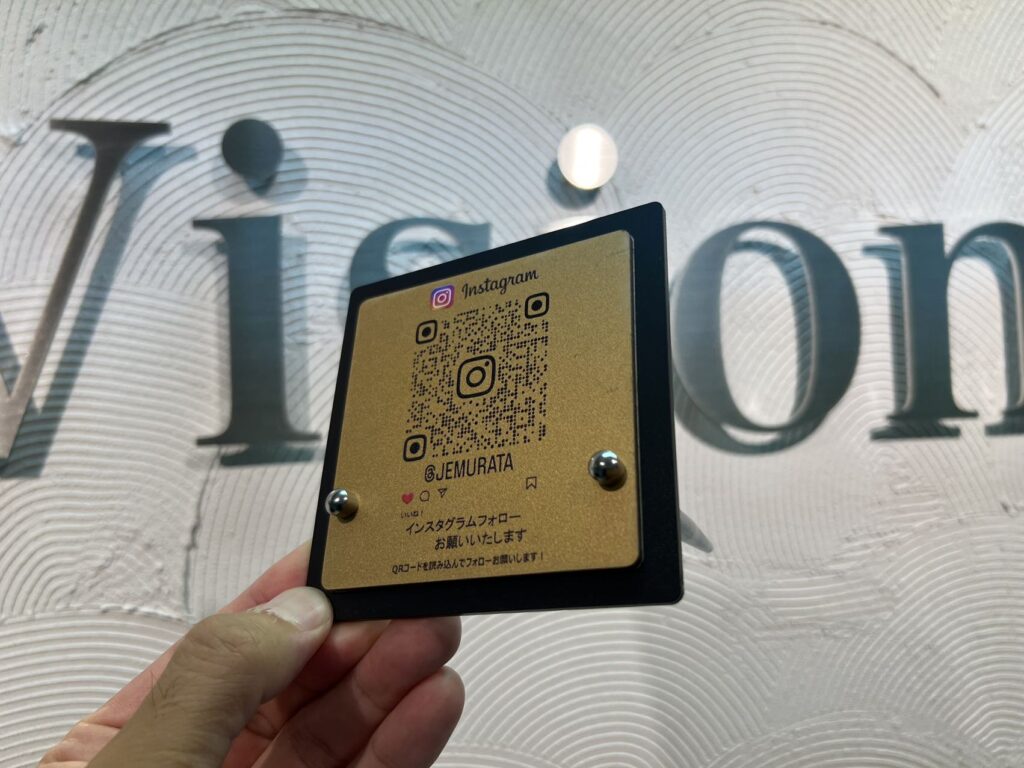 Vision
Instagram
@JEMURATA
いいね！
インスタグラムフォロー
お願いいたします
QRコードを読み込んでフォローお願いします！